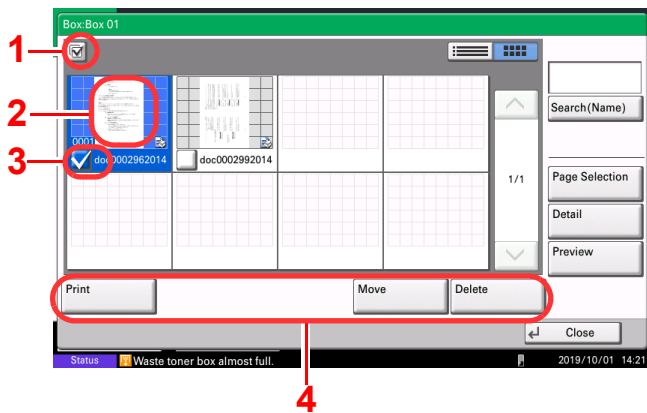 Box:Box 01
1
2
Search(Name)
0001
3
doc0002962014
doc0002992014
1/1
Page Selection
Detail
Preview
Print
Move
Delete
Close
Status
Waste toner box almost full.
2019/10/01 14:21
4